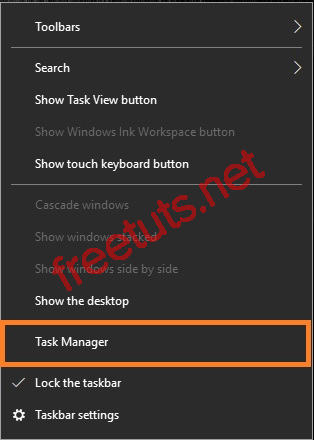 Toolbars
Search
Show Task View button
Show Windows Ink Workspace button
Show touch keyboard button
Cascade windows
Show windows stacked
Show windows side by side
Show the desktop
Task Manager
Lock the taskbar
Taskbar settings
freetuts.net